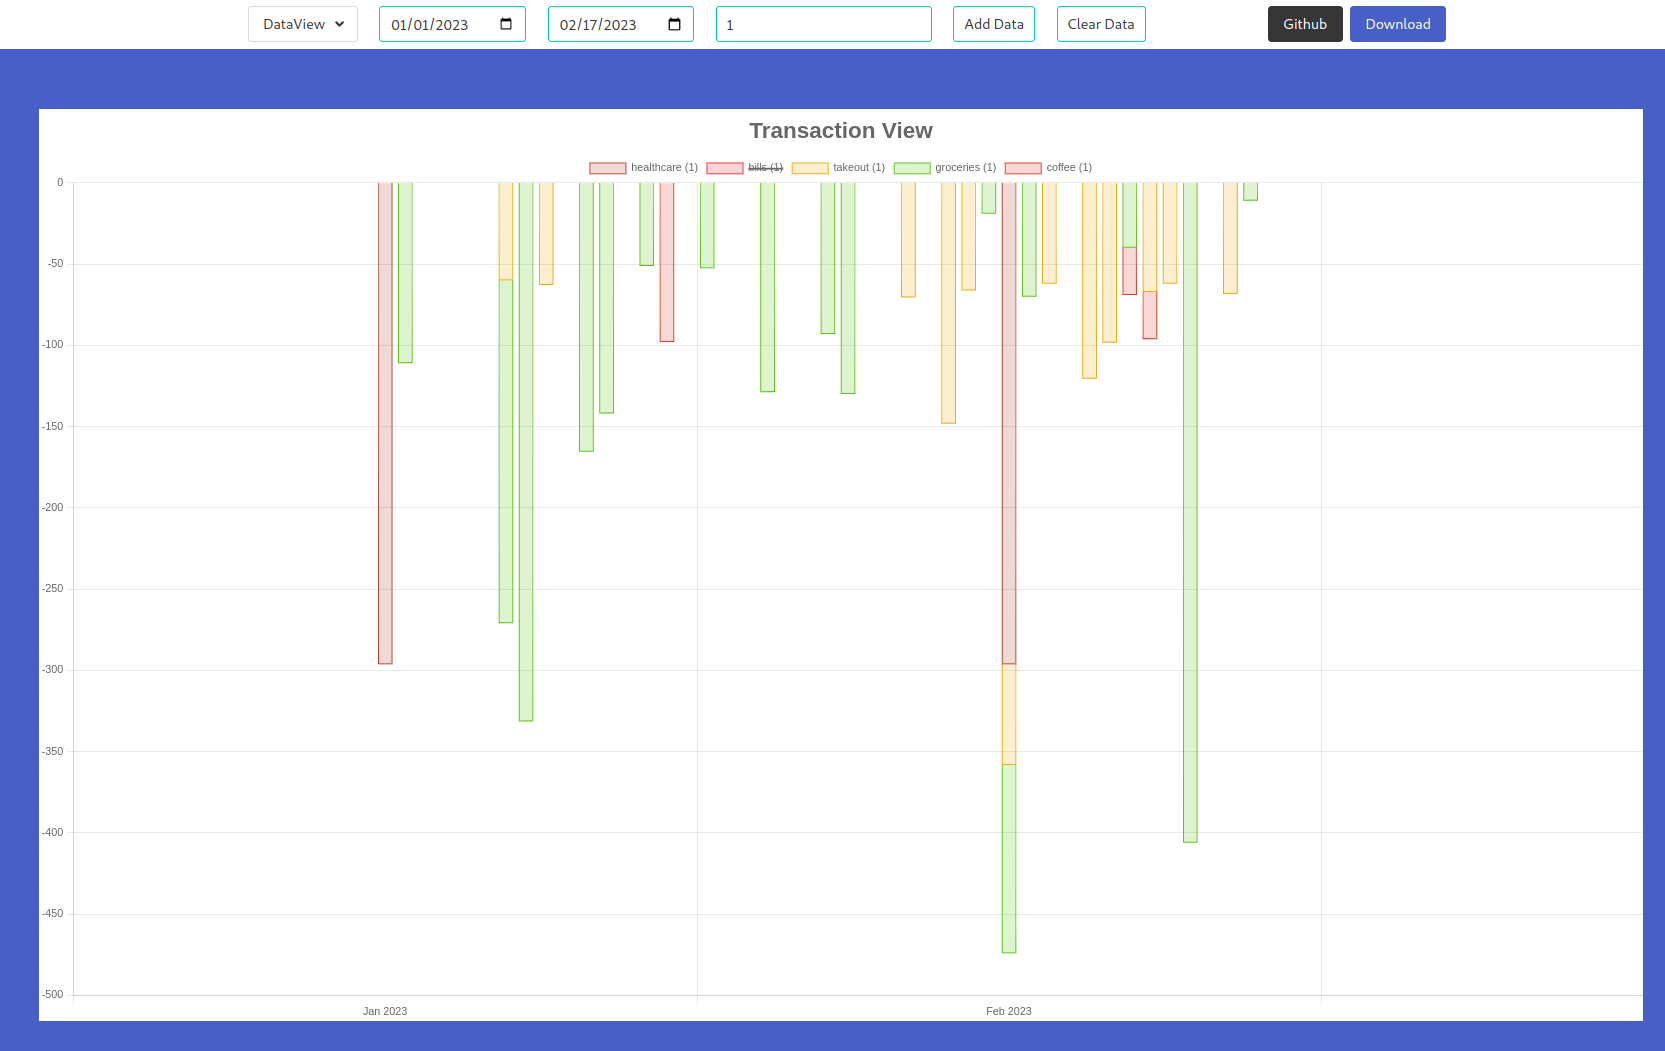 DataView 01/01/2023 02/17/2023 1 Add Data Clear Data Github Download
Transaction View
healthcare (1) bills (1) takeout (1) groceries (1) coffee (1)
0
-50
-100
-150
-200
-250
-300
-350
-400
-450
-500
Jan 2023 Feb 2023